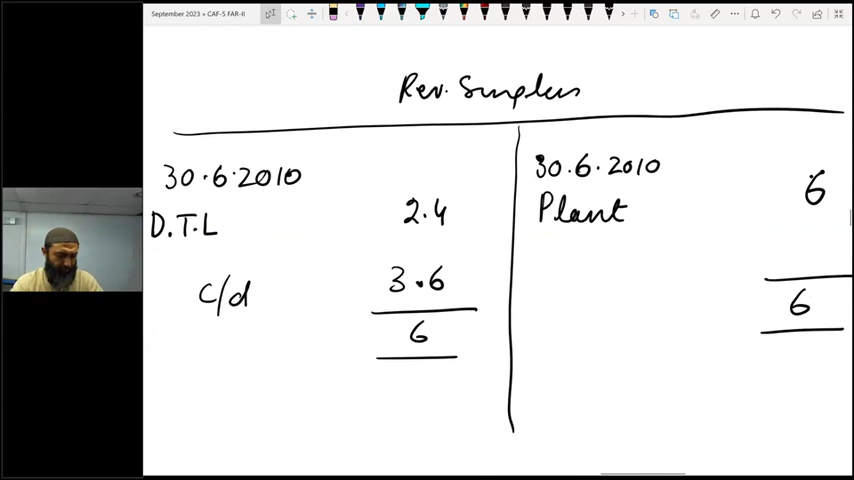 September 2023 » CAF-5 FAR-II
Rev. Surplus
30.6.2010
D.T.L 2.4
c/d 3.6
6
30.6.2010
Plant 6
6